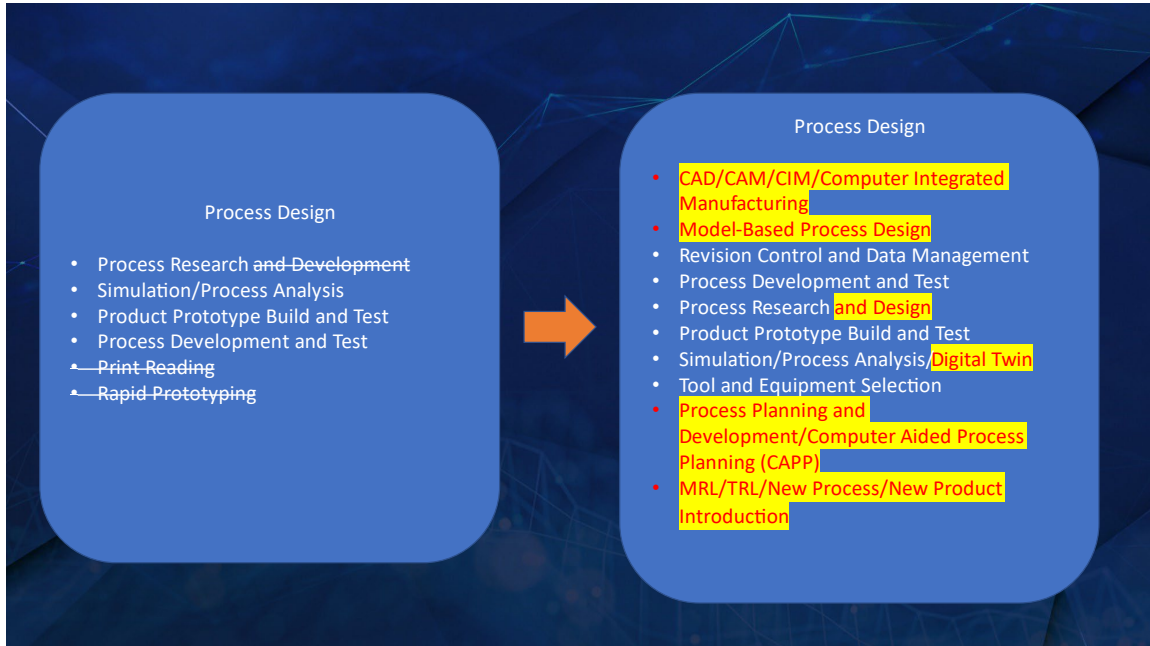 Process Design
• Process Research and Development
• Simulation/Process Analysis
• Product Prototype Build and Test
• Process Development and Test
• Print Reading
• Rapid Prototyping
Process Design
• CAD/CAM/CIM/Computer Integrated
Manufacturing
• Model-Based Process Design
• Revision Control and Data Management
• Process Development and Test
• Process Research and Design
• Product Prototype Build and Test
• Simulation/Process Analysis/Digital Twin
• Tool and Equipment Selection
• Process Planning and
Development/Computer Aided Process
Planning (CAPP)
• MRL/TRL/New Process/New Product
Introduction